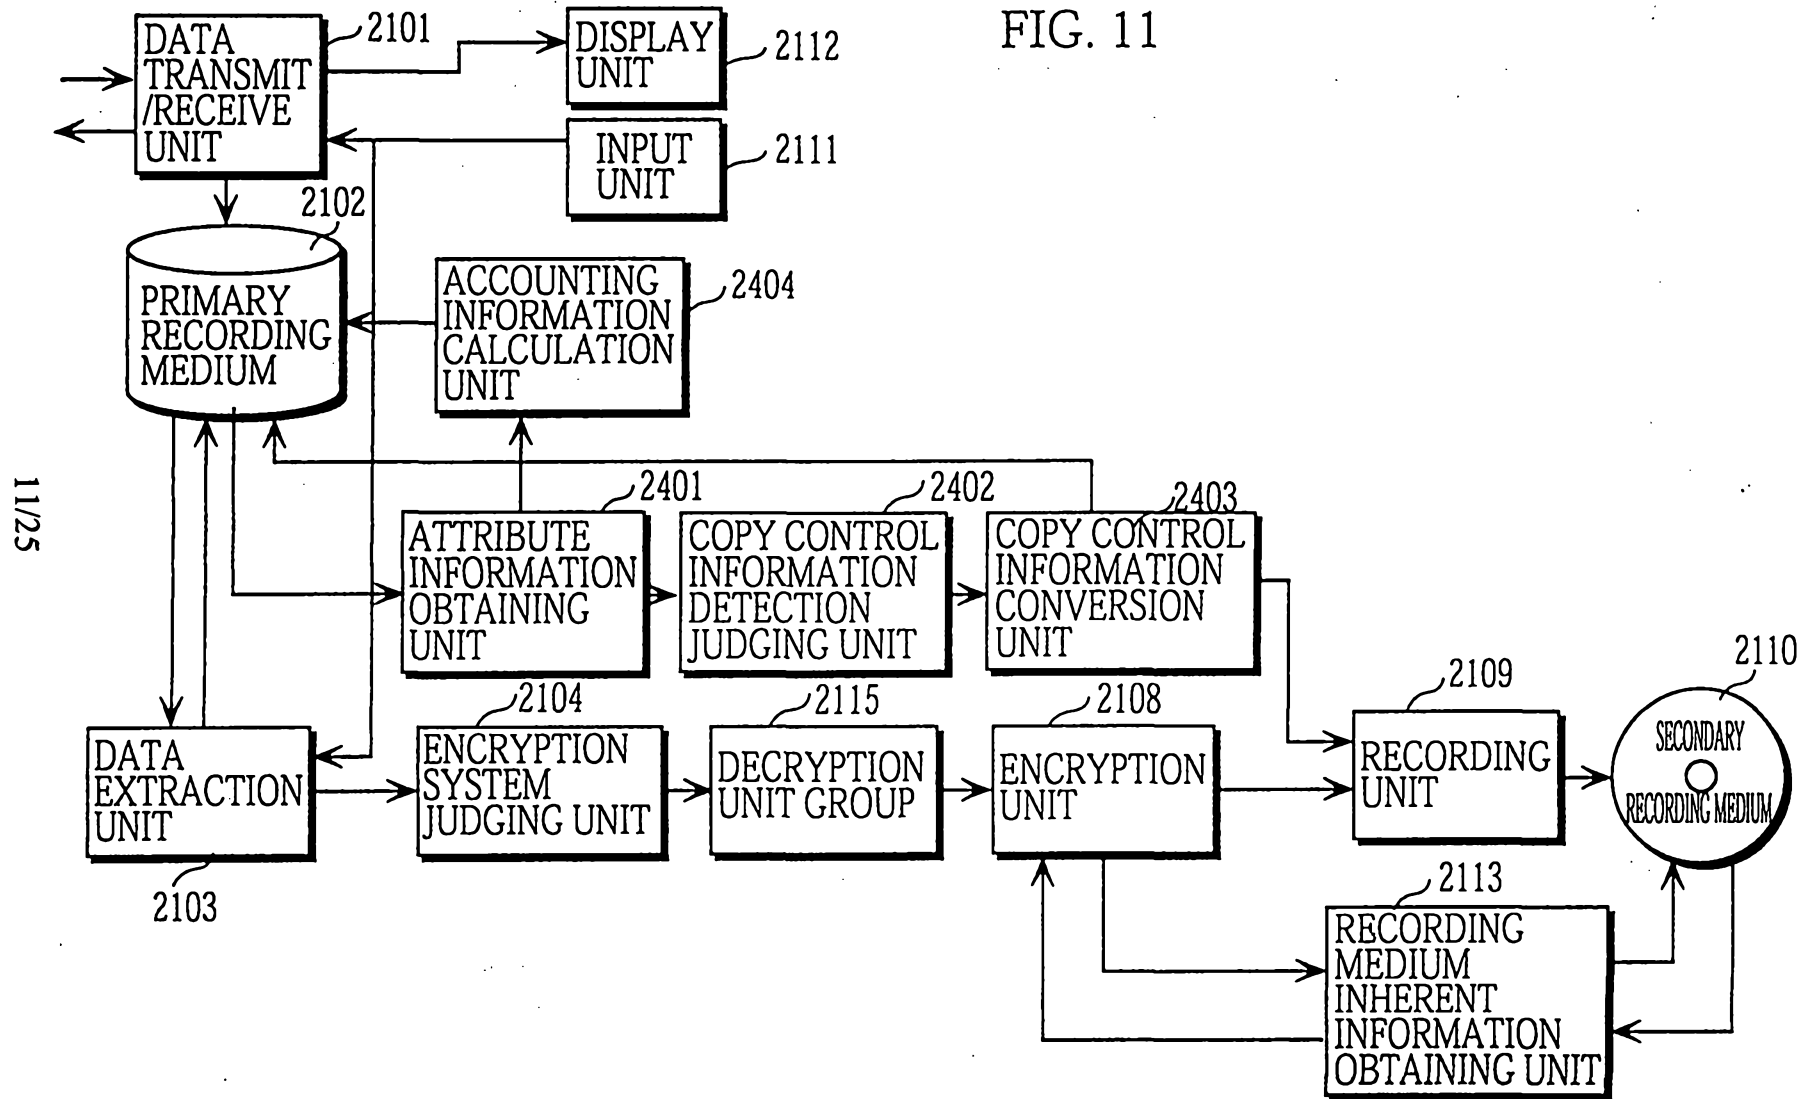 FIG. 11
DATA
TRANSMIT
/RECEIVE
UNIT
2101
DISPLAY
UNIT
2112
INPUT
UNIT
2111
2102
PRIMARY
RECORDING
MEDIUM
ACCOUNTING
INFORMATION
CALCULATION
UNIT
2404
11/25
2401
ATTRIBUTE
INFORMATION
OBTAINING
UNIT
2402
COPY CONTROL
INFORMATION
DETECTION
JUDGING UNIT
2403
COPY CONTROL
INFORMATION
CONVERSION
UNIT
DATA
EXTRACTION
UNIT
2103
2104
ENCRYPTION
SYSTEM
JUDGING UNIT
2115
DECRYPTION
UNIT GROUP
2108
ENCRYPTION
UNIT
2109
RECORDING
UNIT
2110
SECONDARY
RECORDING MEDIUM
2113
RECORDING
MEDIUM
INHERENT
INFORMATION
OBTAINING UNIT